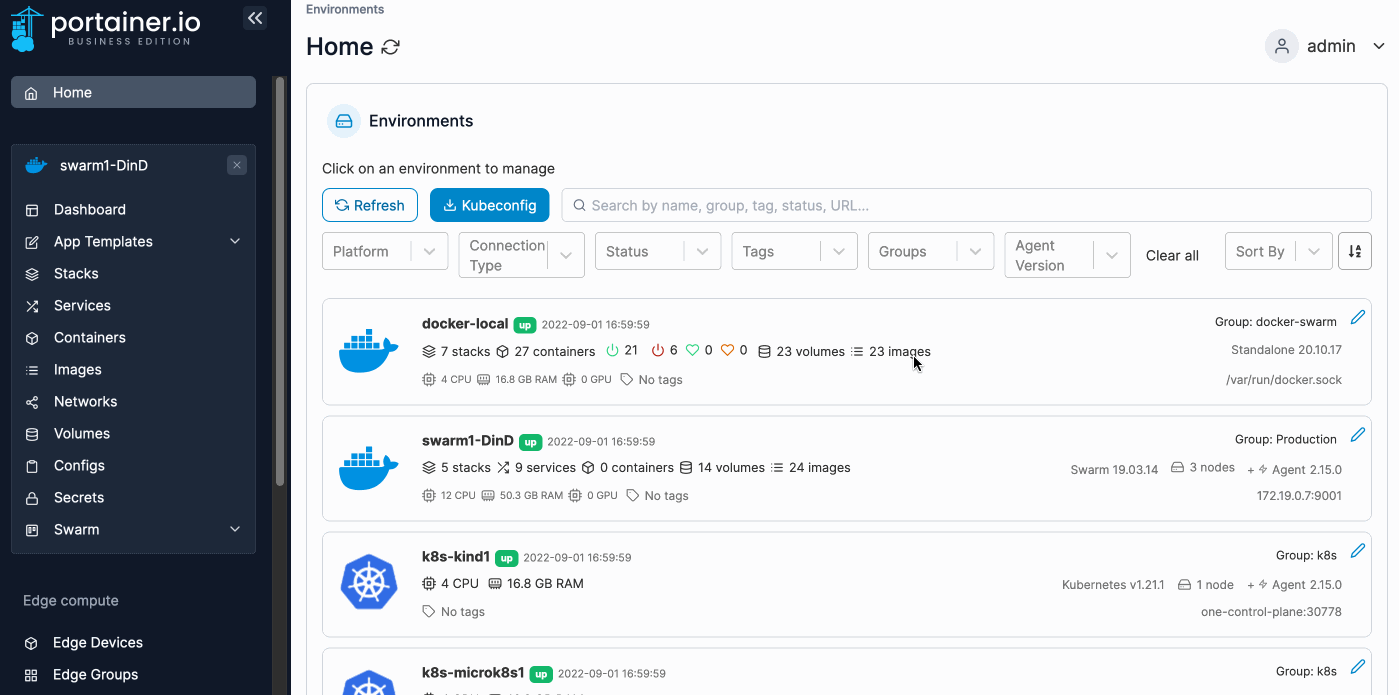 portainer.io
BUSINESS EDITION
Home
swarm1-DinD
Dashboard
App Templates
Stacks
Services
Containers
Images
Networks
Volumes
Configs
Secrets
Swarm
Edge compute
Edge Devices
Edge Groups
Environments
Home
admin
Environments
Click on an environment to manage
Refresh
Kubeconfig
Search by name, group, tag, status, URL...
Platform
Connection
Type
Status
Tags
Groups
Agent
Version
Clear all
Sort By
docker-local up 2022-09-01 16:59:59
Group: docker-swarm
7 stacks 27 containers 21 6 0 0 23 volumes 23 images
Standalone 20.10.17
4 CPU 16.8 GB RAM 0 GPU No tags
/var/run/docker.sock
swarm1-DinD up 2022-09-01 16:59:59
Group: Production
5 stacks 9 services 0 containers 14 volumes 24 images
Swarm 19.03.14 3 nodes + Agent 2.15.0
12 CPU 50.3 GB RAM 0 GPU No tags
172.19.0.7:9001
k8s-kind1 up 2022-09-01 16:59:59
Group: k8s
4 CPU 16.8 GB RAM
Kubernetes v1.21.1 1 node + Agent 2.15.0
No tags
one-control-plane:30778
k8s-microk8s1 up 2022-09-01 16:59:59
Group: k8s